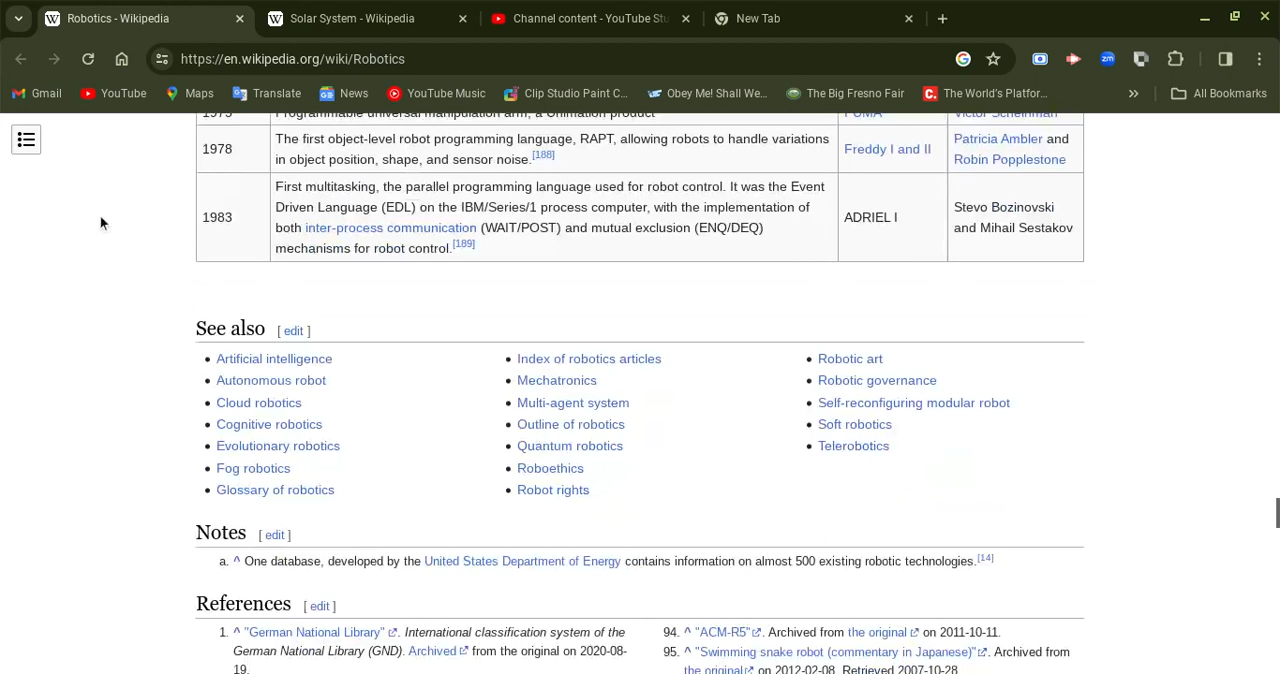 Robotics - Wikipedia
Solar System - Wikipedia
Channel content - YouTube Stu
New Tab
https://en.wikipedia.org/wiki/Robotics
Gmail YouTube Maps Translate News YouTube Music Clip Studio Paint C... Obey Me! Shall We... The Big Fresno Fair The World's Platfor... » All Bookmarks
1975 Programmable universal manipulation arm, a Unimation product PUMA Victor Scheinman
1978 The first object-level robot programming language, RAPT, allowing robots to handle variations in object position, shape, and sensor noise.[188] Freddy I and II Patricia Ambler and Robin Popplestone
1983 First multitasking, the parallel programming language used for robot control. It was the Event Driven Language (EDL) on the IBM/Series/1 process computer, with the implementation of both inter-process communication (WAIT/POST) and mutual exclusion (ENQ/DEQ) mechanisms for robot control.[189] ADRIEL I Stevo Bozinovski and Mihail Sestakov
See also [ edit ]
Artificial intelligence
Autonomous robot
Cloud robotics
Cognitive robotics
Evolutionary robotics
Fog robotics
Glossary of robotics
Index of robotics articles
Mechatronics
Multi-agent system
Outline of robotics
Quantum robotics
Roboethics
Robot rights
Robotic art
Robotic governance
Self-reconfiguring modular robot
Soft robotics
Telerobotics
Notes [ edit ]
a. ^ One database, developed by the United States Department of Energy contains information on almost 500 existing robotic technologies.[14]
References [ edit ]
1. ^ "German National Library". International classification system of the
German National Library (GND). Archived from the original on 2020-08-
19.
94. ^ "ACM-R5". Archived from the original on 2011-10-11.
95. ^ "Swimming snake robot (commentary in Japanese)". Archived from
the original on 2012-02-08. Retrieved 2007-10-28.